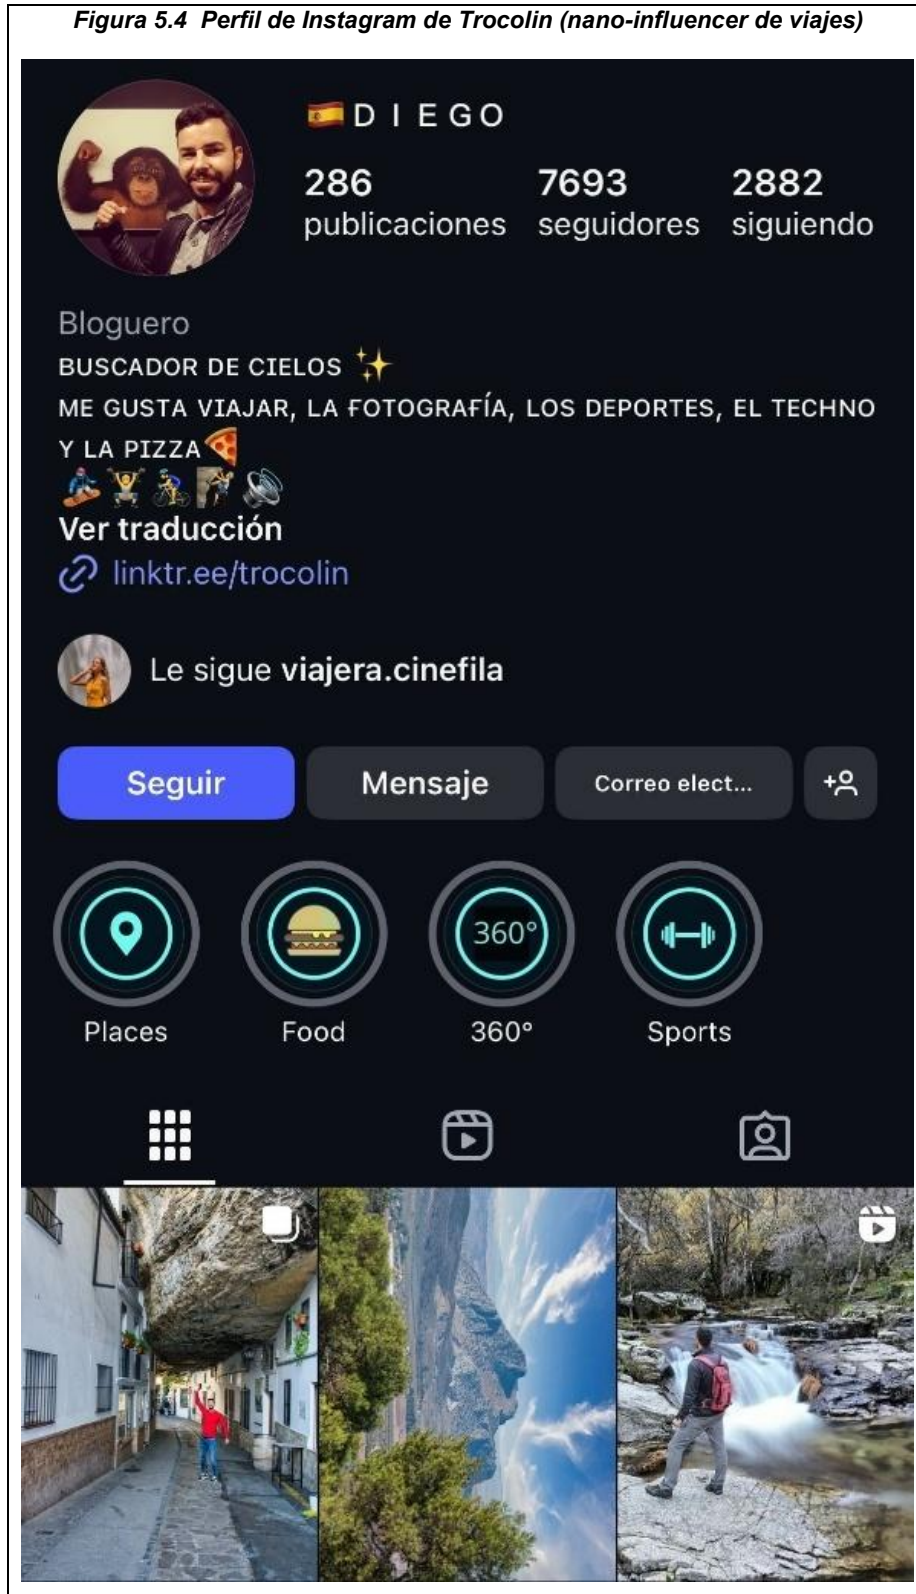 Figura 5.4 Perfil de Instagram de Trocolin (nano-influencer de viajes)
🇪🇸 D I E G O
286 7693 2882
publicaciones seguidores siguiendo
Bloguero
BUSCADOR DE CIELOS ✨
ME GUSTA VIAJAR, LA FOTOGRAFÍA, LOS DEPORTES, EL TECHNO
Y LA PIZZA🍕
🏂🏋️🚴🧗🔊
Ver traducción
linktr.ee/trocolin
Le sigue viajera.cinefila
Seguir Mensaje Correo elect...
360°
Places Food 360° Sports